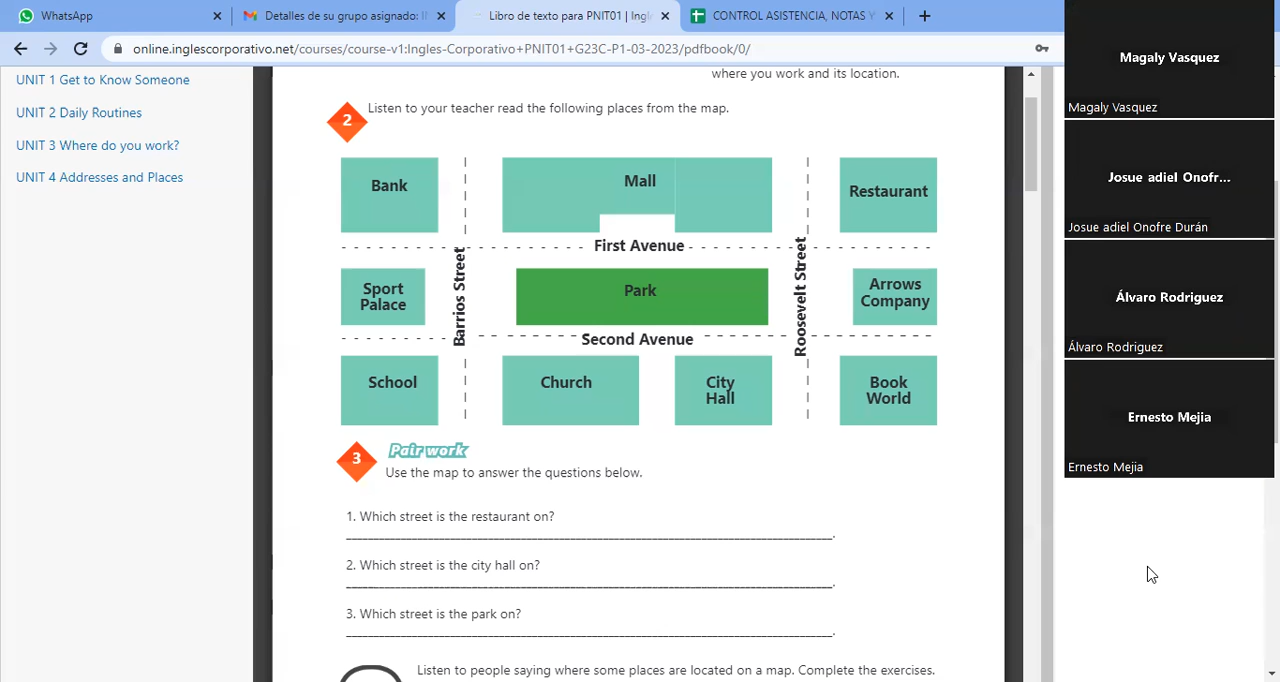 WhatsApp
Detalles de su grupo asignado: I
Libro de texto para PNIT01 | Ingl
CONTROL ASISTENCIA, NOTAS Y
online.inglescorporativo.net/courses/course-v1:Ingles-Corporativo+PNIT01+G23C-P1-03-2023/pdfbook/0/
UNIT 1 Get to Know Someone
UNIT 2 Daily Routines
UNIT 3 Where do you work?
UNIT 4 Addresses and Places
where you work and its location.
2
Listen to your teacher read the following places from the map.
Bank
Mall
Restaurant
First Avenue
Sport
Palace
Barrios Street
Park
Roosevelt Street
Arrows
Company
Second Avenue
School
Church
City
Hall
Book
World
3
Pair work
Use the map to answer the questions below.
1. Which street is the restaurant on?
2. Which street is the city hall on?
3. Which street is the park on?
Listen to people saying where some places are located on a map. Complete the exercises.
Magaly Vasquez
Magaly Vasquez
Josue adiel Onofr...
Josue adiel Onofre Durán
Álvaro Rodriguez
Álvaro Rodriguez
Ernesto Mejia
Ernesto Mejia